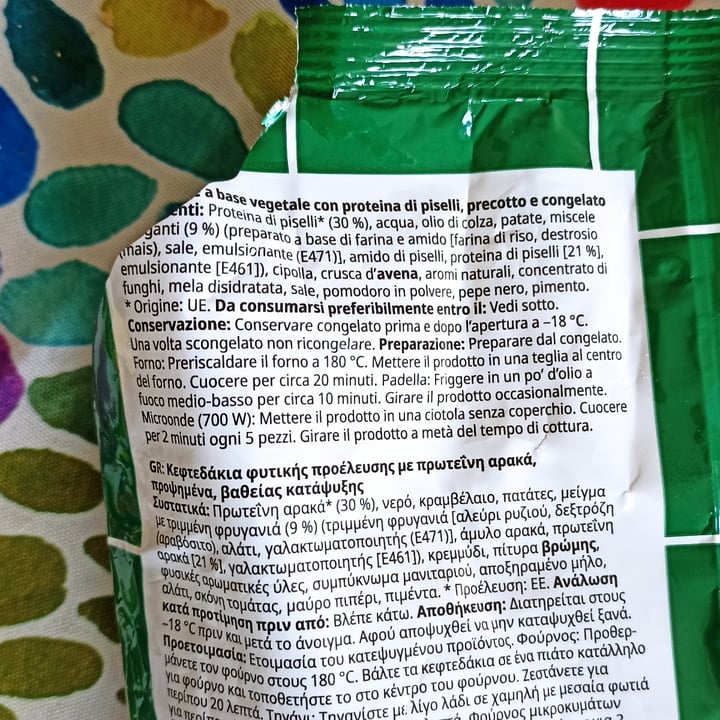 a base vegetale con proteina di piselli, precotto e congelato
enti: Proteina di piselli* (30 %), acqua, olio di colza, patate, miscele
ganti (9 %) (preparato a base di farina e amido [farina di riso, destrosio
mais), sale, emulsionante (E471)], amido di piselli, proteina di piselli [21 %],
emulsionante [E461]), cipolla, crusca d'avena, aromi naturali, concentrato di
funghi, mela disidratata, sale, pomodoro in polvere, pepe nero, pimento.
* Origine: UE. Da consumarsi preferibilmente entro il: Vedi sotto.
Conservazione: Conservare congelato prima e dopo l'apertura a –18 °C.
Una volta scongelato non ricongelare. Preparazione: Preparare dal congelato.
Forno: Preriscaldare il forno a 180 °C. Mettere il prodotto in una teglia al centro
del forno. Cuocere per circa 20 minuti. Padella: Friggere in un po' d'olio a
fuoco medio-basso per circa 10 minuti. Girare il prodotto occasionalmente.
Microonde (700 W): Mettere il prodotto in una ciotola senza coperchio. Cuocere
per 2 minuti ogni 5 pezzi. Girare il prodotto a metà del tempo di cottura.
GR: Κεφτεδάκια φυτικής προέλευσης με πρωτεΐνη αρακά,
προψημένα, βαθείας κατάψυξης
Συστατικά: Πρωτεΐνη αρακά* (30 %), νερό, κραμβέλαιο, πατάτες, μείγμα
με τριμμένη φρυγανιά (9 %) (τριμμένη φρυγανιά [αλεύρι ρυζιού, δεξτρόζη
(αραβόσιτο), αλάτι, γαλακτωματοποιητής (E471)], άμυλο αρακά, πρωτεΐνη
αρακά [21 %], γαλακτωματοποιητής [E461]), κρεμμύδι, πίτυρα βρώμης,
φυσικές αρωματικές ύλες, συμπύκνωμα μανιταριού, αποξηραμένο μήλο,
αλάτι, σκόνη τομάτας, μαύρο πιπέρι, πιμέντα. * Προέλευση: ΕΕ. Ανάλωση
κατά προτίμηση πριν από: Βλέπε κάτω. Αποθήκευση: Διατηρείται στους
–18 °C πριν και μετά το άνοιγμα. Αφού αποψυχθεί να μην καταψυχθεί ξανά.
Προετοιμασία: Ετοιμασία του κατεψυγμένου προϊόντος. Φούρνος: Προθερ-
μάνετε τον φούρνο στους 180 °C. Βάλτε τα κεφτεδάκια σε ένα πιάτο κατάλληλο
για φούρνο και τοποθετήστε το στο κέντρο του φούρνου. Ζεστάνετε για
περίπου 20 λεπτά. Τηγάνι: Τηγανίστε με λίγο λάδι σε χαμηλή με μεσαία φωτιά
για Φούρνος μικροκυμάτων